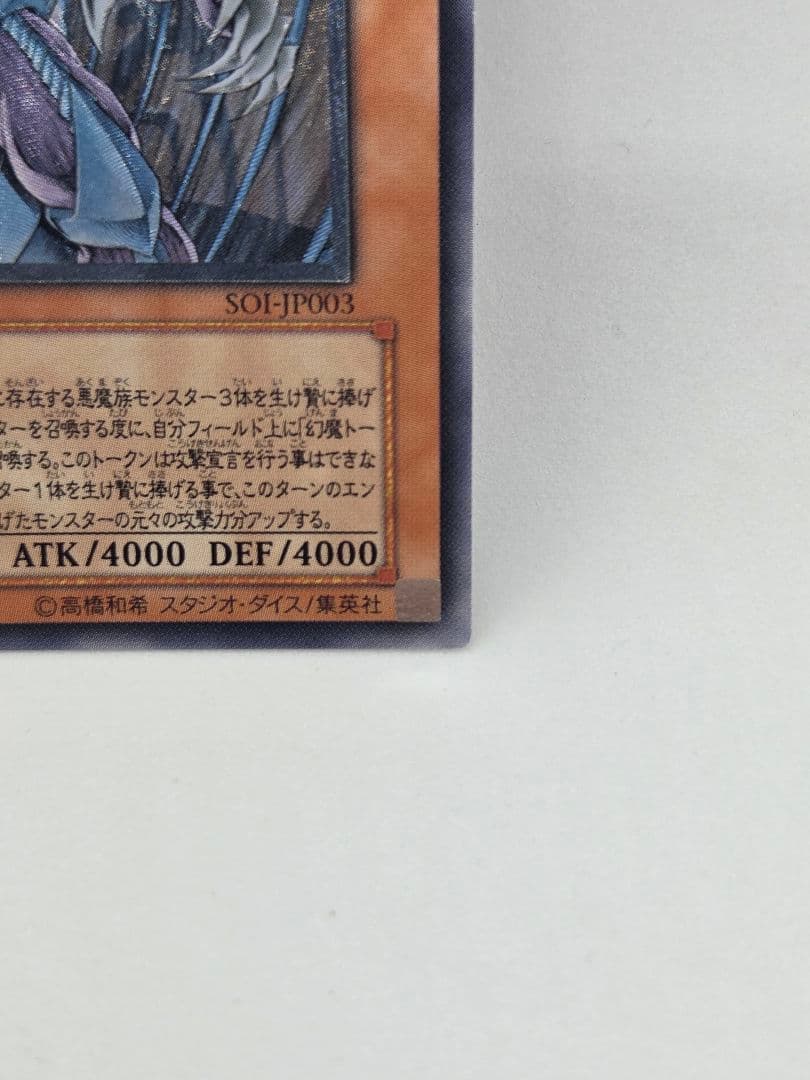 SOI-JP003
に存在する悪魔族モンスター3体を生け贄に捧げ
ターを召喚する度に、自分フィールド上に「幻魔トー
喚する。このトークンは攻撃宣言を行う事はできな
ター1体を生け贄に捧げる事で、このターンのエン
げたモンスターの元々の攻撃力分アップする。
ATK/4000 DEF/4000
©高橋和希 スタジオ・ダイス/集英社